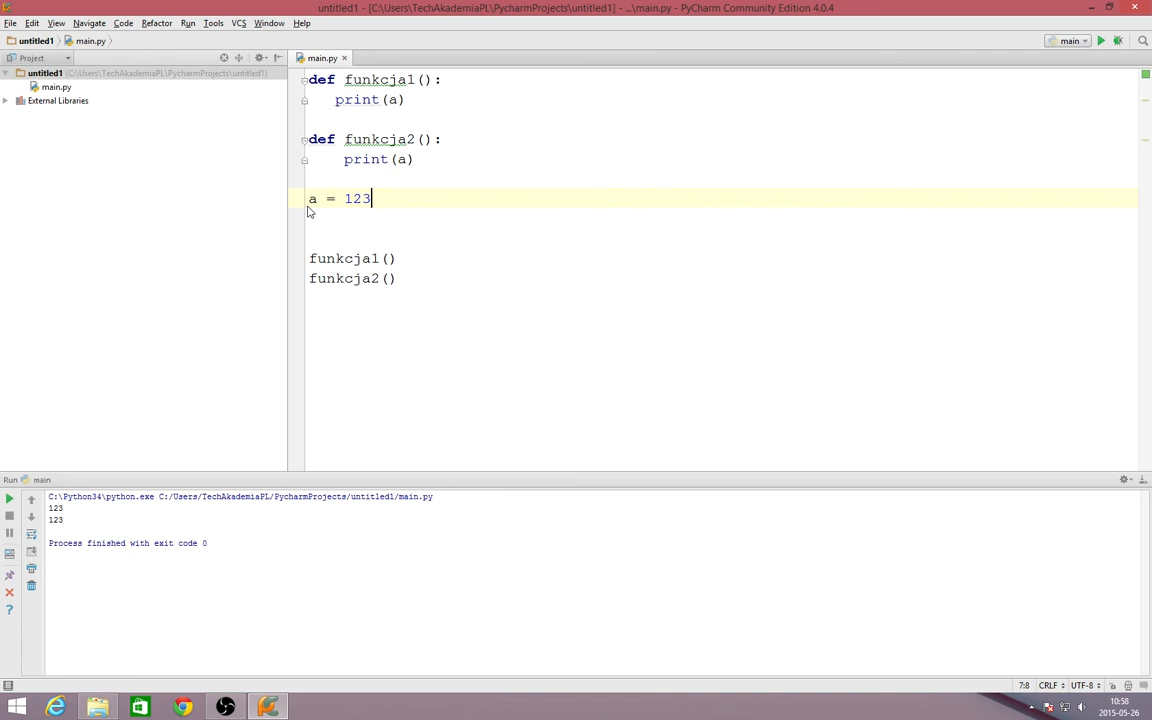 untitled1 - [C:\Users\TechAkademiaPL\PycharmProjects\untitled1] - ...\main.py - PyCharm Community Edition 4.0.4
File Edit View Navigate Code Refactor Run Tools VCS Window Help
untitled1 main.py
main
Project
main.py
untitled1 (C:\Users\TechAkademiaPL\PycharmProjects\untitled1)
main.py
External Libraries
def funkcja1():
print(a)
def funkcja2():
print(a)
a = 123
funkcja1()
funkcja2()
Run main
C:\Python34\python.exe C:/Users/TechAkademiaPL/PycharmProjects/untitled1/main.py
123
123
Process finished with exit code 0
7:8 CRLF UTF-8
10:58
2015-05-26